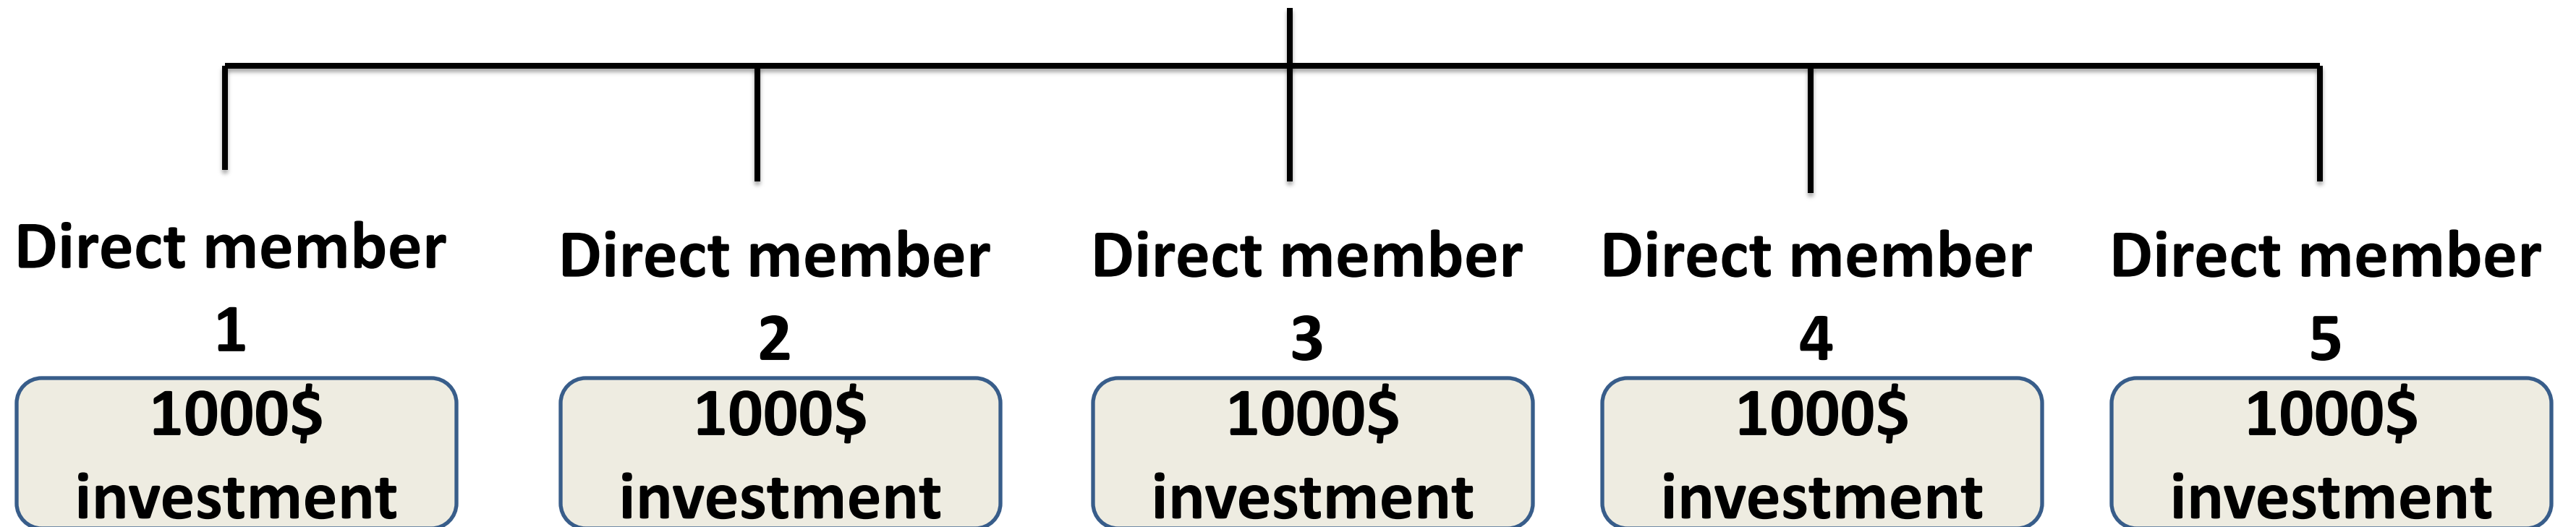 Direct member
1
1000$
investment
Direct member
2
1000$
investment
Direct member
3
1000$
investment
Direct member
4
1000$
investment
Direct member
5
1000$
investment